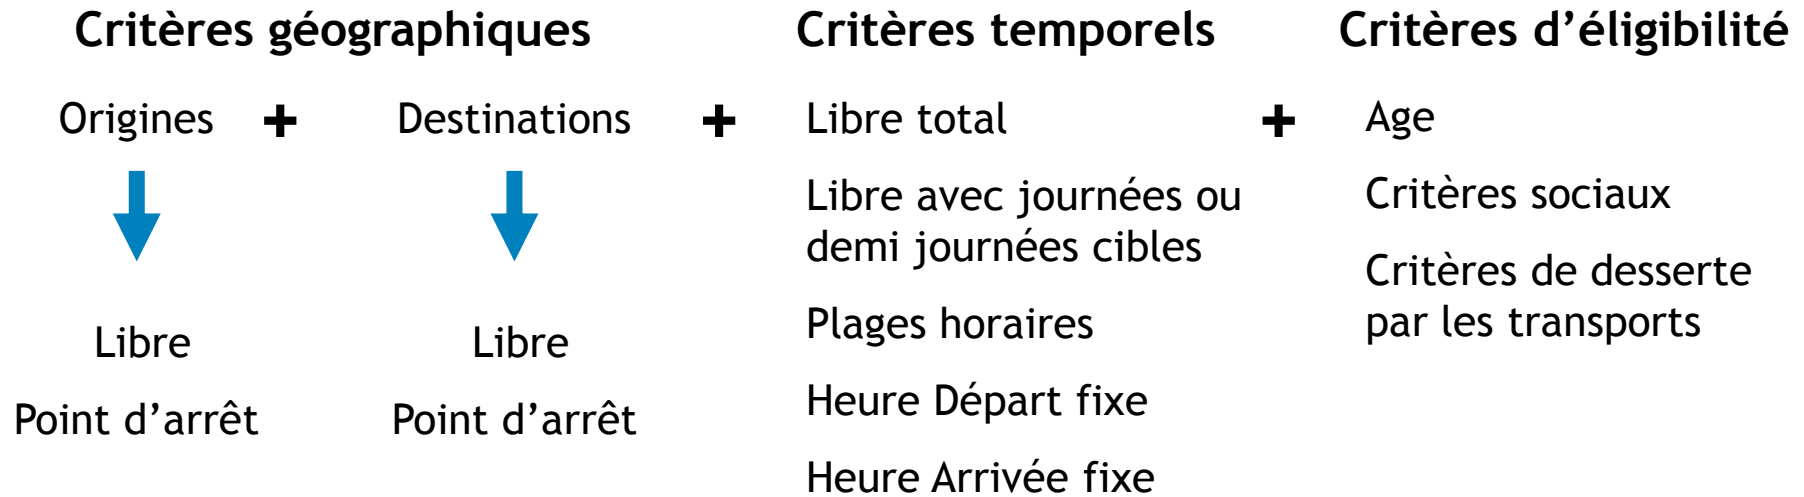 Critères géographiques
Origines + Destinations +
Libre
Point d’arrêt
Libre
Point d’arrêt
Critères temporels
Libre total +
Libre avec journées ou
demi journées cibles
Plages horaires
Heure Départ fixe
Heure Arrivée fixe
Critères d’éligibilité
Age
Critères sociaux
Critères de desserte
par les transports